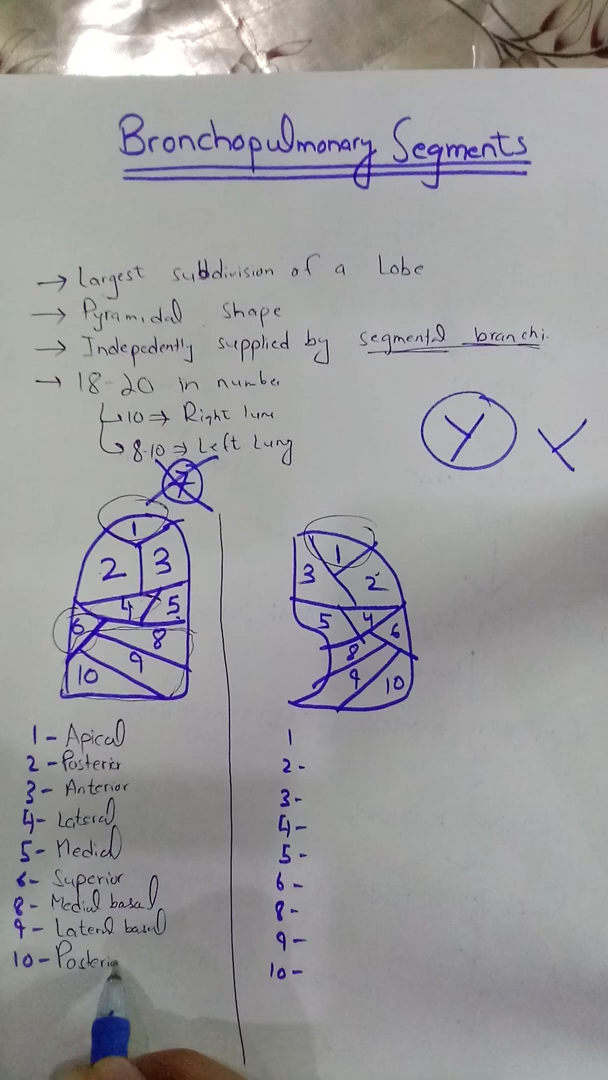 Bronchopulmonary Segments
→ Largest subdivision of a Lobe
→ Pyramidal Shape
→ Indepedently supplied by segmental branchi.
→ 18-20 in number
10 ⇒ Right lung
8-10 ⇒ Left Lung
7
Y Y
1
2 3
4 5
6 8
9
10
1
3 2
5 4 6
8
9 10
1 - Apical
2 - Posterior
3 - Anterior
4 - Lateral
5 - Medial
6 - Superior
8 - Medial basal
9 - Lateral basal
10 - Posterio
1
2 -
3 -
4 -
5 -
6 -
8 -
9 -
10 -